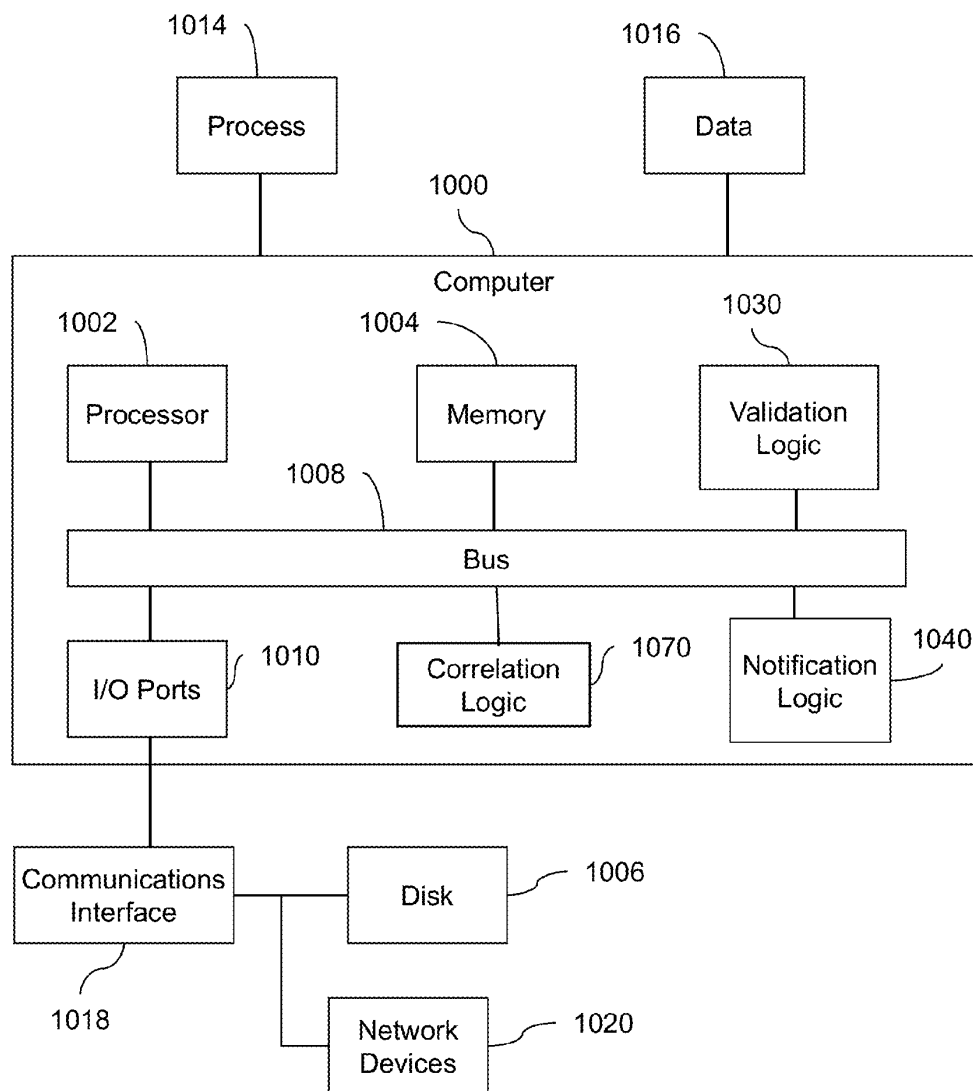 1014
1016
Process
Data
1000
Computer
1002
1004
1030
Processor
Memory
Validation
Logic
1008
Bus
I/O Ports
1010
Correlation
Logic
1070
Notification
Logic
1040
Communications
Interface
Disk
1006
1018
Network
Devices
1020